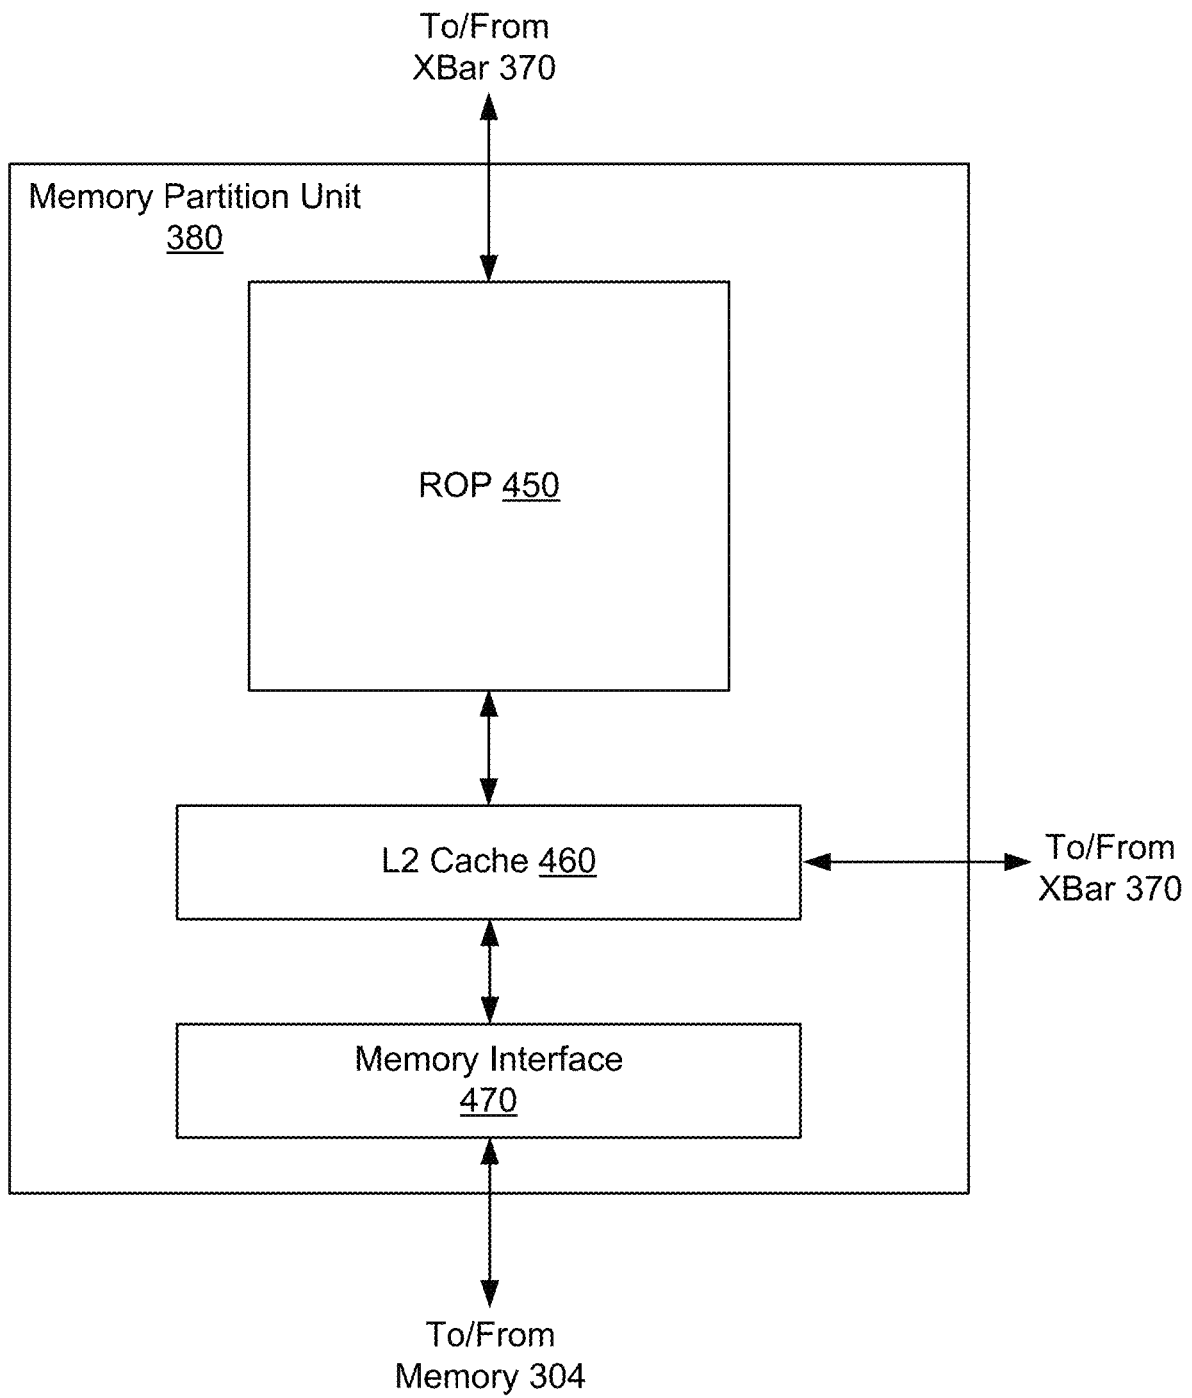 To/From
XBar 370
Memory Partition Unit
380
ROP 450
L2 Cache 460
To/From
XBar 370
Memory Interface
470
To/From
Memory 304